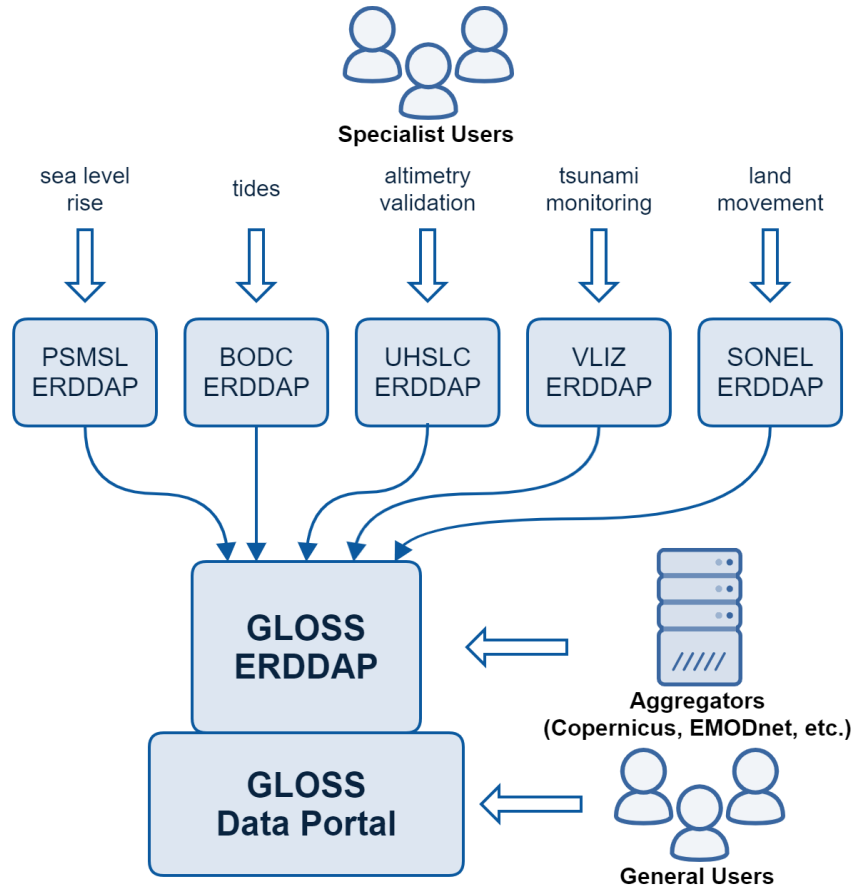 Specialist Users
sea level
rise
tides
altimetry
validation
tsunami
monitoring
land
movement
PSMSL
ERDDAP
BODC
ERDDAP
UHSLC
ERDDAP
VLIZ
ERDDAP
SONEL
ERDDAP
GLOSS
ERDDAP
Aggregators
(Copernicus, EMODnet, etc.)
GLOSS
Data Portal
General Users